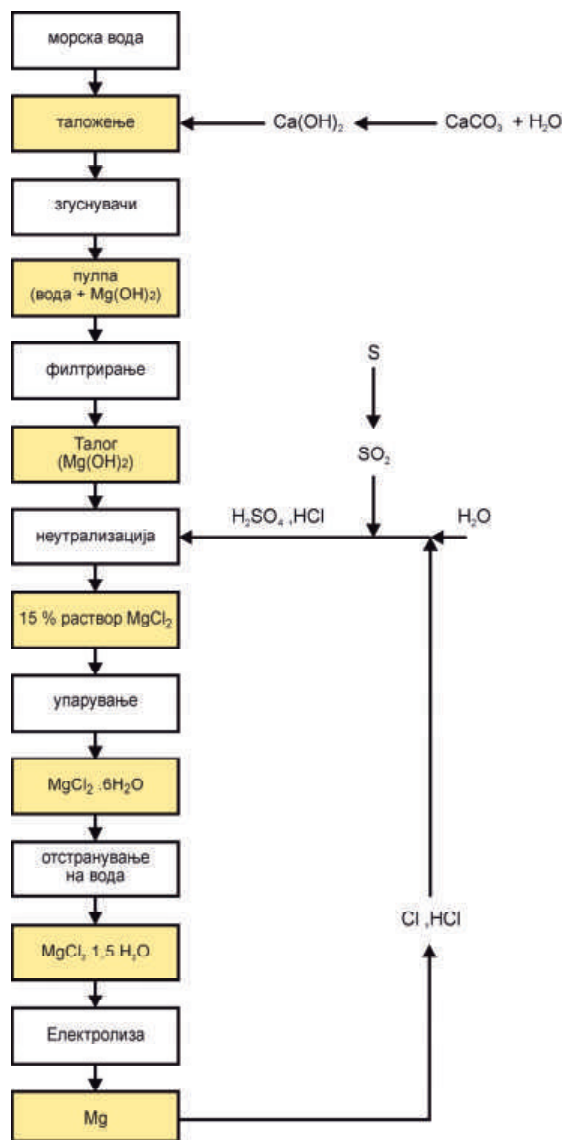 морска вода
таложење
Ca(OH)₂
CaCO₃ + H₂O
згуснувачи
пулпа
(вода + Mg(OH)₂)
филтрирање
S
Талог
(Mg(OH)₂)
SO₂
неутрализација
H₂SO₄ ,HCl
H₂O
15 % раствор MgCl₂
упарување
MgCl₂ .6H₂O
отстранување
на вода
Cl ,HCl
MgCl₂ 1,5 H₂O
Електролиза
Mg